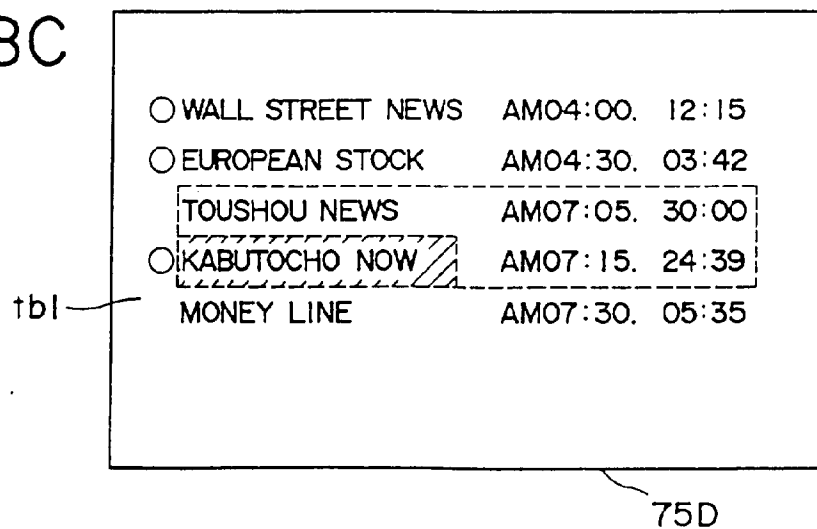 8C
○ WALL STREET NEWS AM04:00. 12:15
○ EUROPEAN STOCK AM04:30. 03:42
TOUSHOU NEWS AM07:05. 30:00
○ KABUTOCHO NOW AM07:15. 24:39
tbl
MONEY LINE AM07:30. 05:35
75D